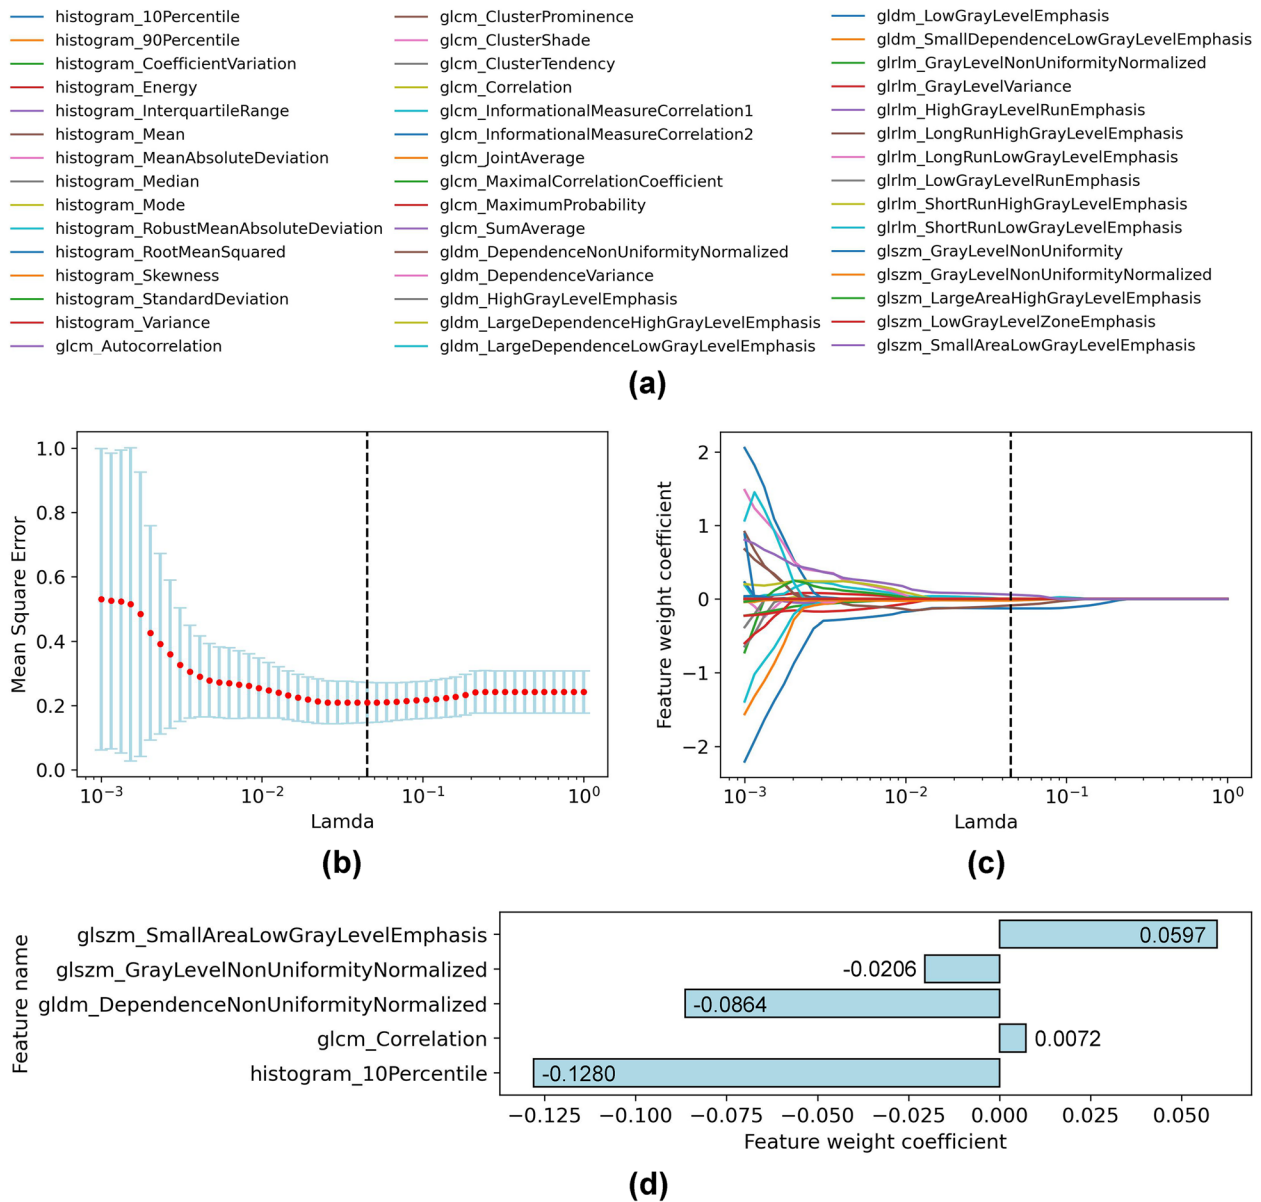 histogram_10Percentile
histogram_90Percentile
histogram_CoefficientVariation
histogram_Energy
histogram_InterquartileRange
histogram_Mean
histogram_MeanAbsoluteDeviation
histogram_Median
histogram_Mode
histogram_RobustMeanAbsoluteDeviation
histogram_RootMeanSquared
histogram_Skewness
histogram_StandardDeviation
histogram_Variance
glcm_Autocorrelation
glcm_ClusterProminence
glcm_ClusterShade
glcm_ClusterTendency
glcm_Correlation
glcm_InformationalMeasureCorrelation1
glcm_InformationalMeasureCorrelation2
glcm_JointAverage
glcm_MaximalCorrelationCoefficient
glcm_MaximumProbability
glcm_SumAverage
gldm_DependenceNonUniformityNormalized
gldm_DependenceVariance
gldm_HighGrayLevelEmphasis
gldm_LargeDependenceHighGrayLevelEmphasis
gldm_LargeDependenceLowGrayLevelEmphasis
gldm_LowGrayLevelEmphasis
gldm_SmallDependenceLowGrayLevelEmphasis
glrlm_GrayLevelNonUniformityNormalized
glrlm_GrayLevelVariance
glrlm_HighGrayLevelRunEmphasis
glrlm_LongRunHighGrayLevelEmphasis
glrlm_LongRunLowGrayLevelEmphasis
glrlm_LowGrayLevelRunEmphasis
glrlm_ShortRunHighGrayLevelEmphasis
glrlm_ShortRunLowGrayLevelEmphasis
glszm_GrayLevelNonUniformity
glszm_GrayLevelNonUniformityNormalized
glszm_LargeAreaHighGrayLevelEmphasis
glszm_LowGrayLevelZoneEmphasis
glszm_SmallAreaLowGrayLevelEmphasis
(a)
Mean Square Error
1.0
0.8
0.6
0.4
0.2
0.0
10⁻³ 10⁻² 10⁻¹ 10⁰
Lamda
(b)
Feature weight coefficient
2
1
0
−1
−2
10⁻³ 10⁻² 10⁻¹ 10⁰
Lamda
(c)
Feature name
glszm_SmallAreaLowGrayLevelEmphasis 0.0597
glszm_GrayLevelNonUniformityNormalized -0.0206
gldm_DependenceNonUniformityNormalized -0.0864
glcm_Correlation 0.0072
histogram_10Percentile -0.1280
−0.125 −0.100 −0.075 −0.050 −0.025 0.000 0.025 0.050
Feature weight coefficient
(d)